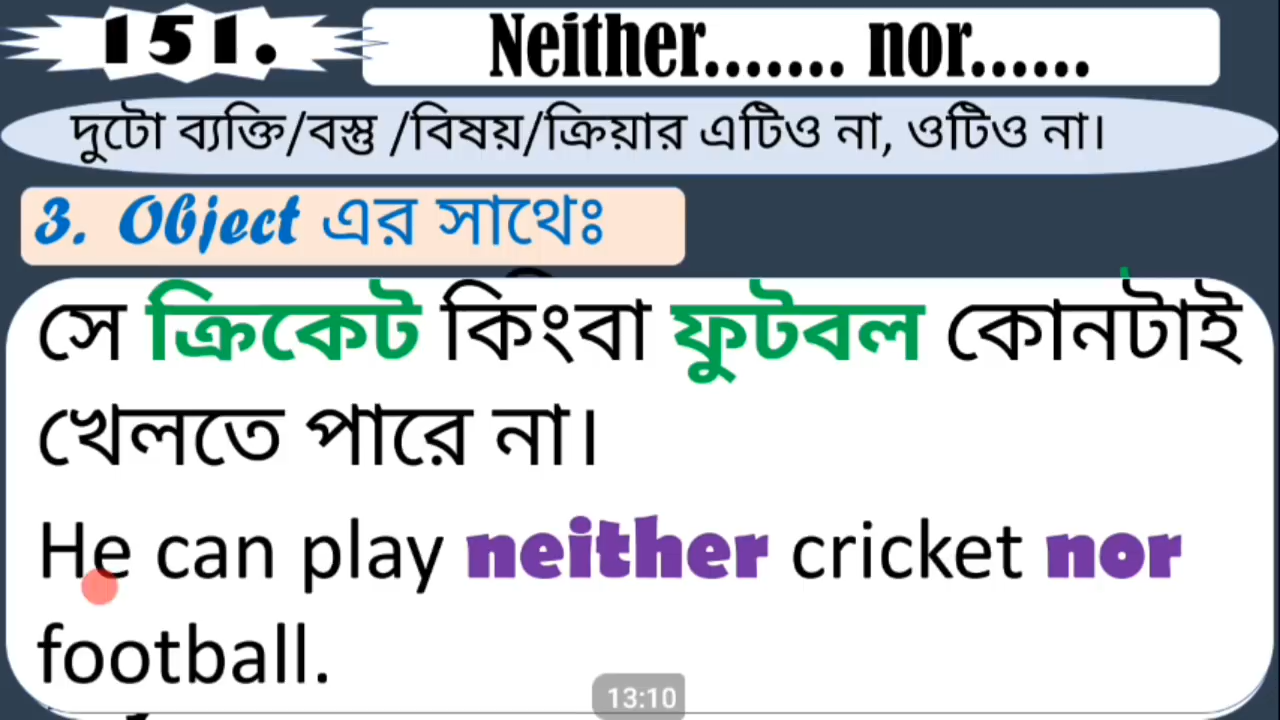 151.
Neither....... nor......
দুটো ব্যক্তি/বস্তু /বিষয়/ক্রিয়ার এটিও না, ওটিও না।
3. Object এর সাথেঃ
সে ক্রিকেট কিংবা ফুটবল কোনটাই
খেলতে পারে না।
He can play neither cricket nor
football.
13:10